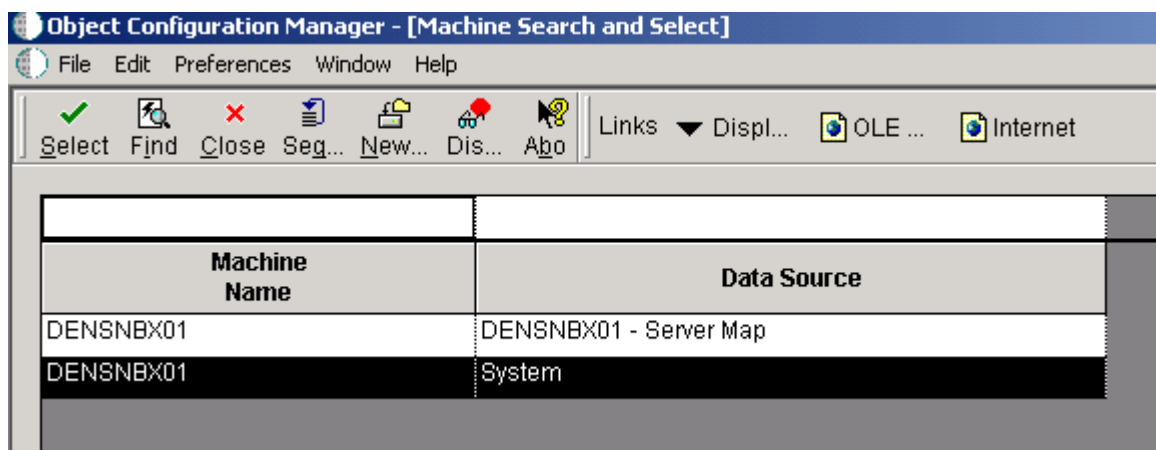 Object Configuration Manager - [Machine Search and Select]
File Edit Preferences Window Help
Select Find Close Seq... New... Dis... Abo Links Displ... OLE ... Internet
Machine Name Data Source
DENSNBX01 DENSNBX01 - Server Map
DENSNBX01 System